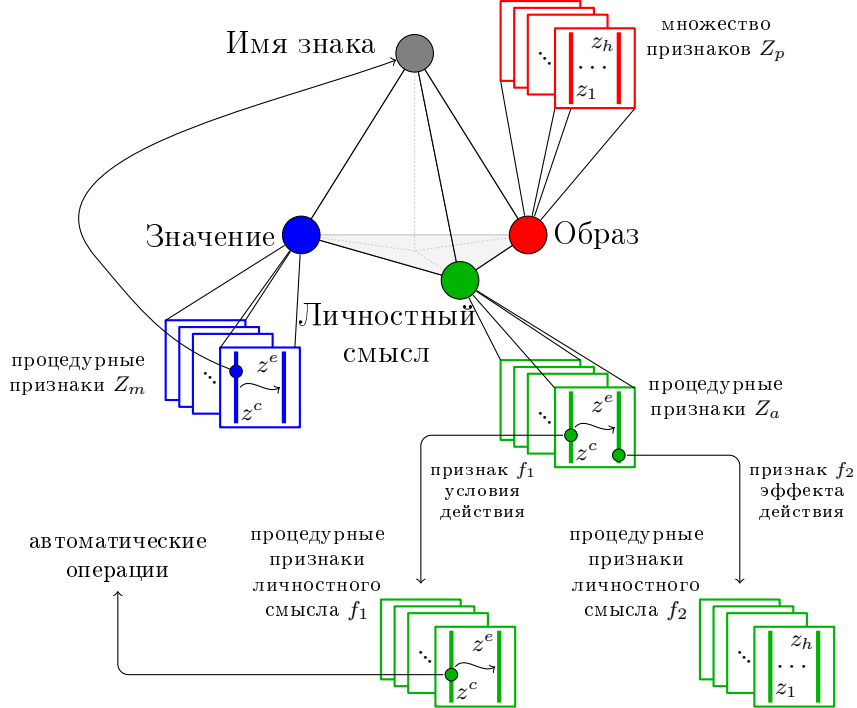 Имя знака
множество
признаков Z_p
z_h
...
z_1
Значение
Образ
Личностный
смысл
процедурные
признаки Z_m
z^e
z^c
процедурные
признаки Z_a
z^e
z^c
признак f_1
условия
действия
признак f_2
эффекта
действия
автоматические
операции
процедурные
признаки
личностного
смысла f_1
z^e
z^c
процедурные
признаки
личностного
смысла f_2
z_h
...
z_1